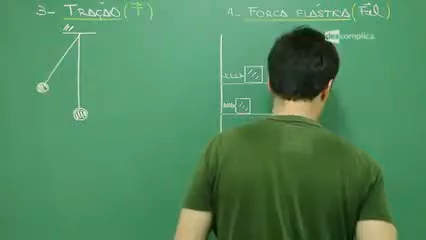 3- TRAÇÃO (T)
4- FORÇA ELÁSTICA (Fel)
descomplica.